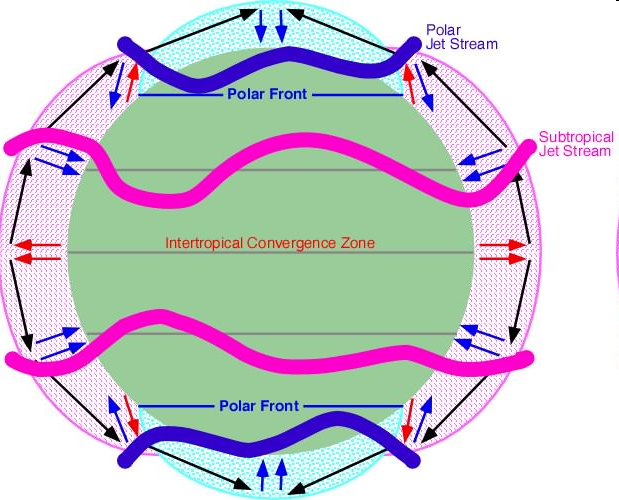 Polar
Jet Stream
Polar Front
Subtropical
Jet Stream
Intertropical Convergence Zone
Polar Front